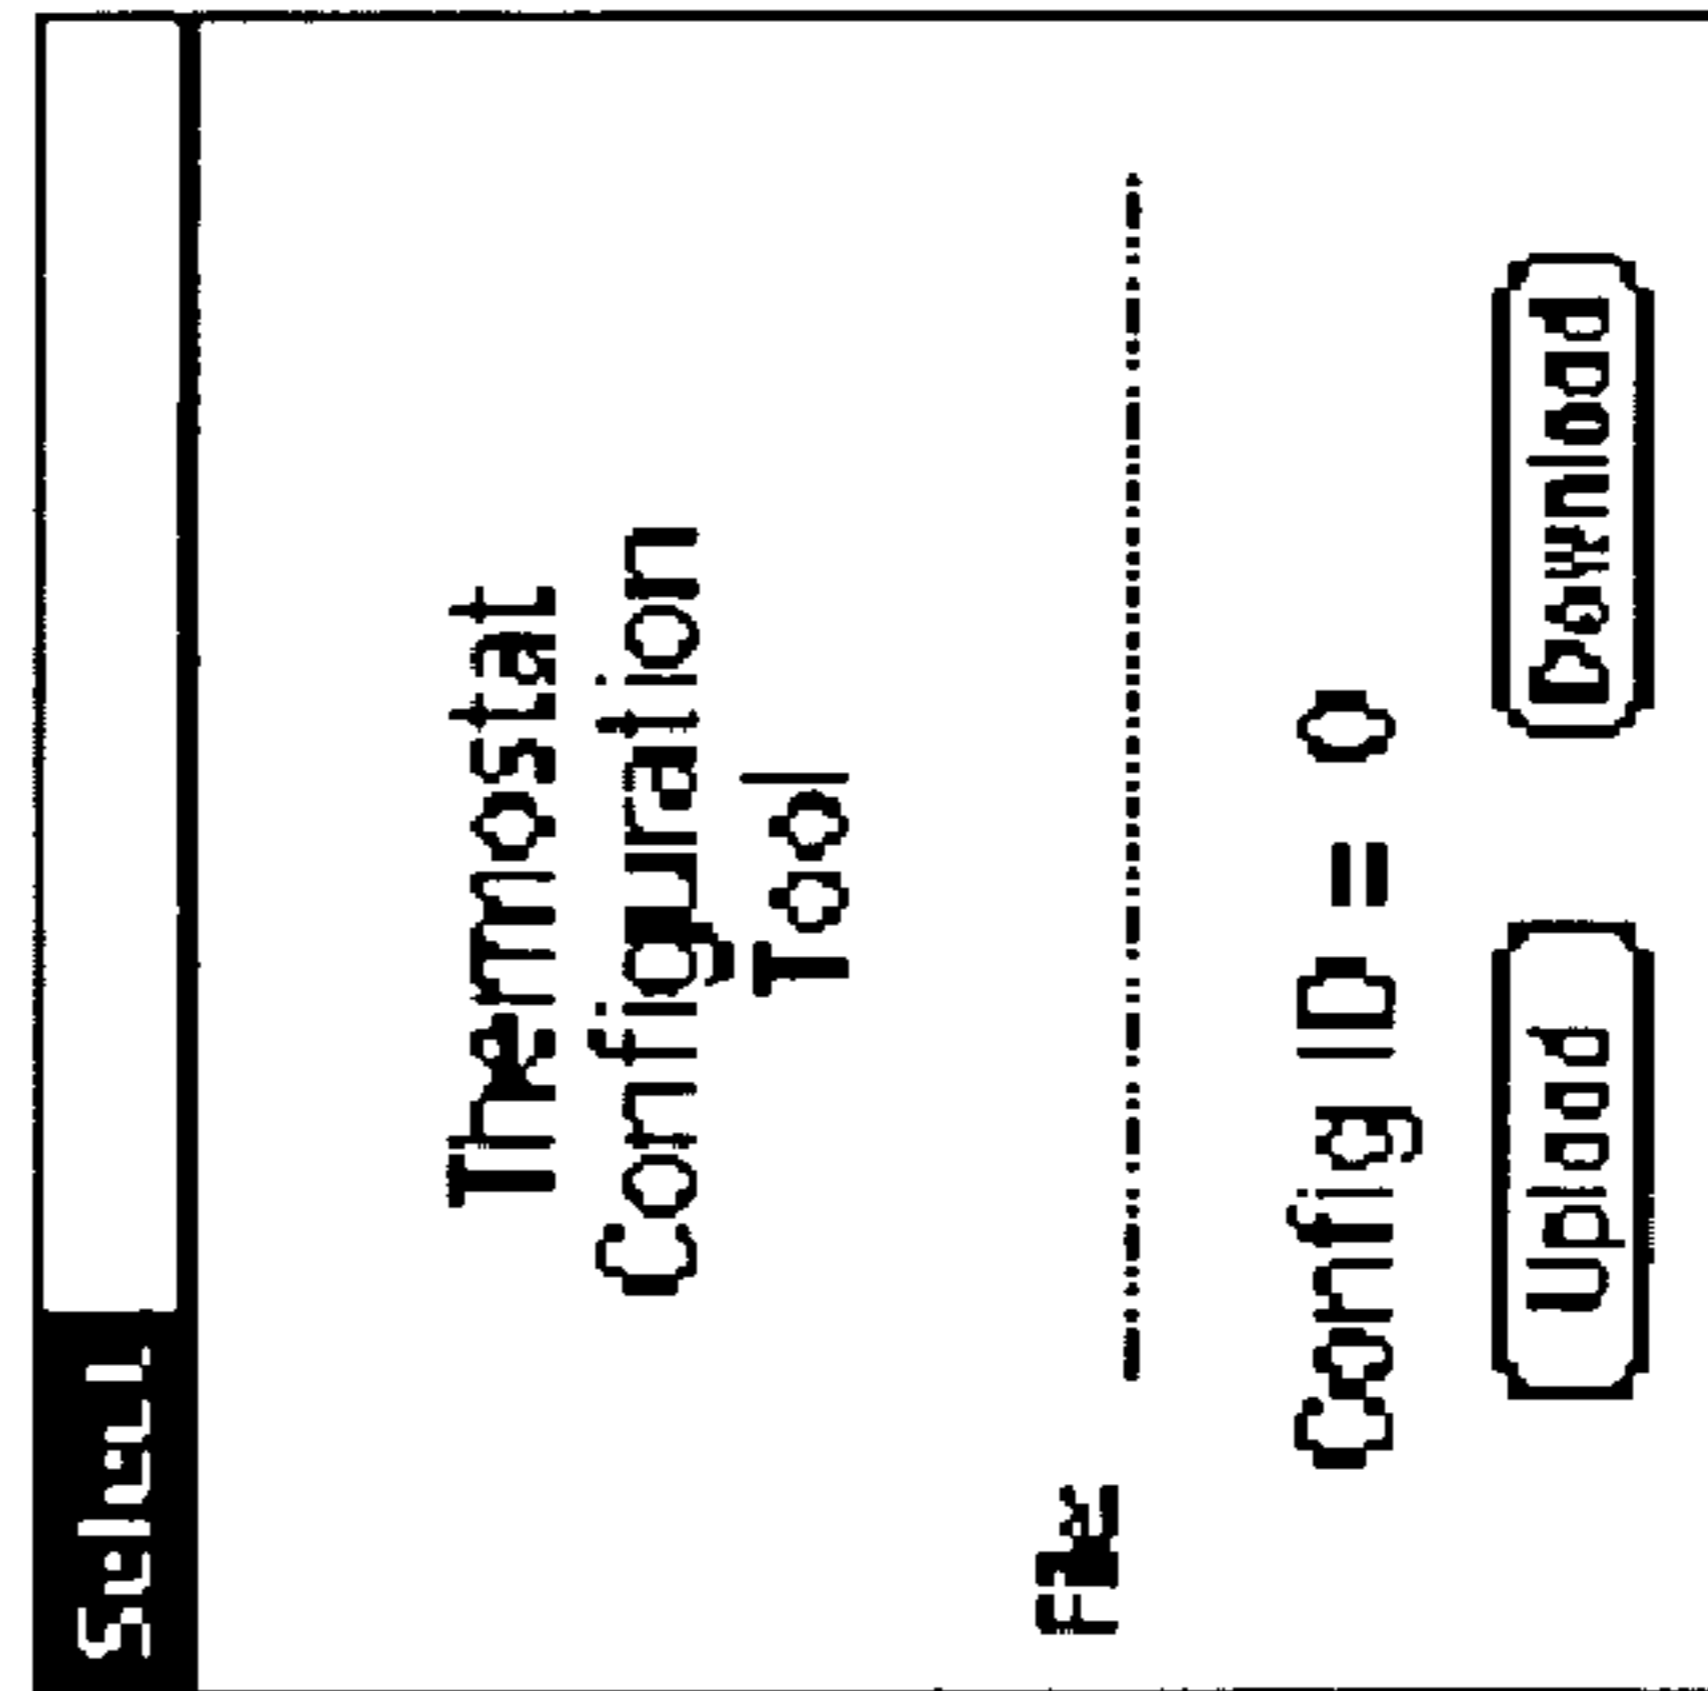 Select
Thermostat
Configuration
Tool
File
Config ID = 0
Upload Download